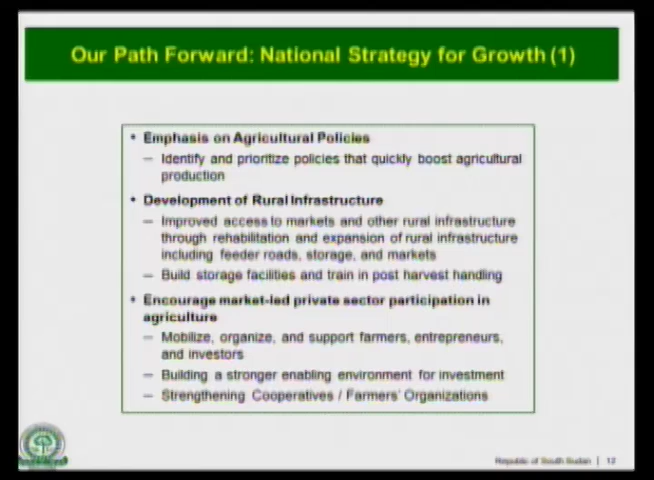 Our Path Forward: National Strategy for Growth (1)
• Emphasis on Agricultural Policies
– Identify and prioritize policies that quickly boost agricultural
production
• Development of Rural Infrastructure
– Improved access to markets and other rural infrastructure
through rehabilitation and expansion of rural infrastructure
including feeder roads, storage, and markets
– Build storage facilities and train in post harvest handling
• Encourage market-led private sector participation in
agriculture
– Mobilize, organize, and support farmers, entrepreneurs,
and investors
– Building a stronger enabling environment for investment
– Strengthening Cooperatives / Farmers' Organizations
Republic of South Sudan | 12